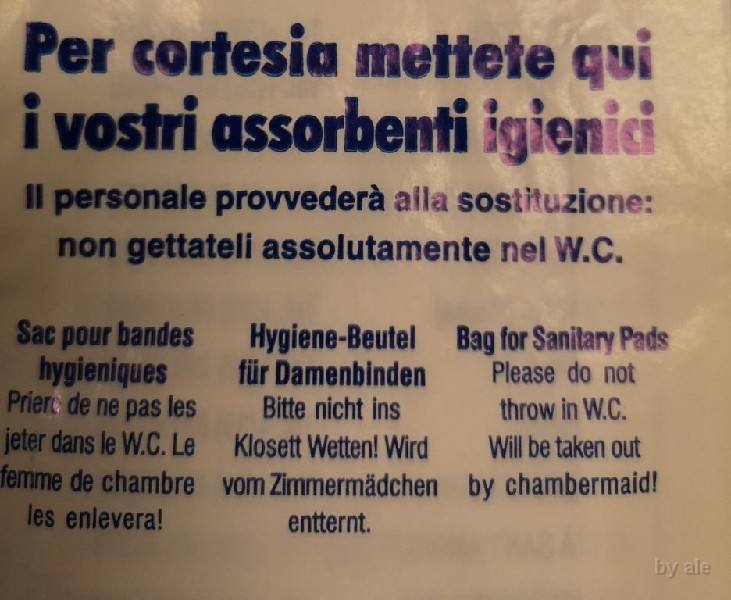 Per cortesia mettete qui
i vostri assorbenti igienici
Il personale provvederà alla sostituzione:
non gettateli assolutamente nel W.C.
Sac pour bandes
hygieniques
Priere de ne pas les
jeter dans le W.C. Le
femme de chambre
les enlevera!
Hygiene-Beutel
für Damenbinden
Bitte nicht ins
Klosett Wetten! Wird
vom Zimmermädchen
entternt.
Bag for Sanitary Pads
Please do not
throw in W.C.
Will be taken out
by chambermaid!
by ale